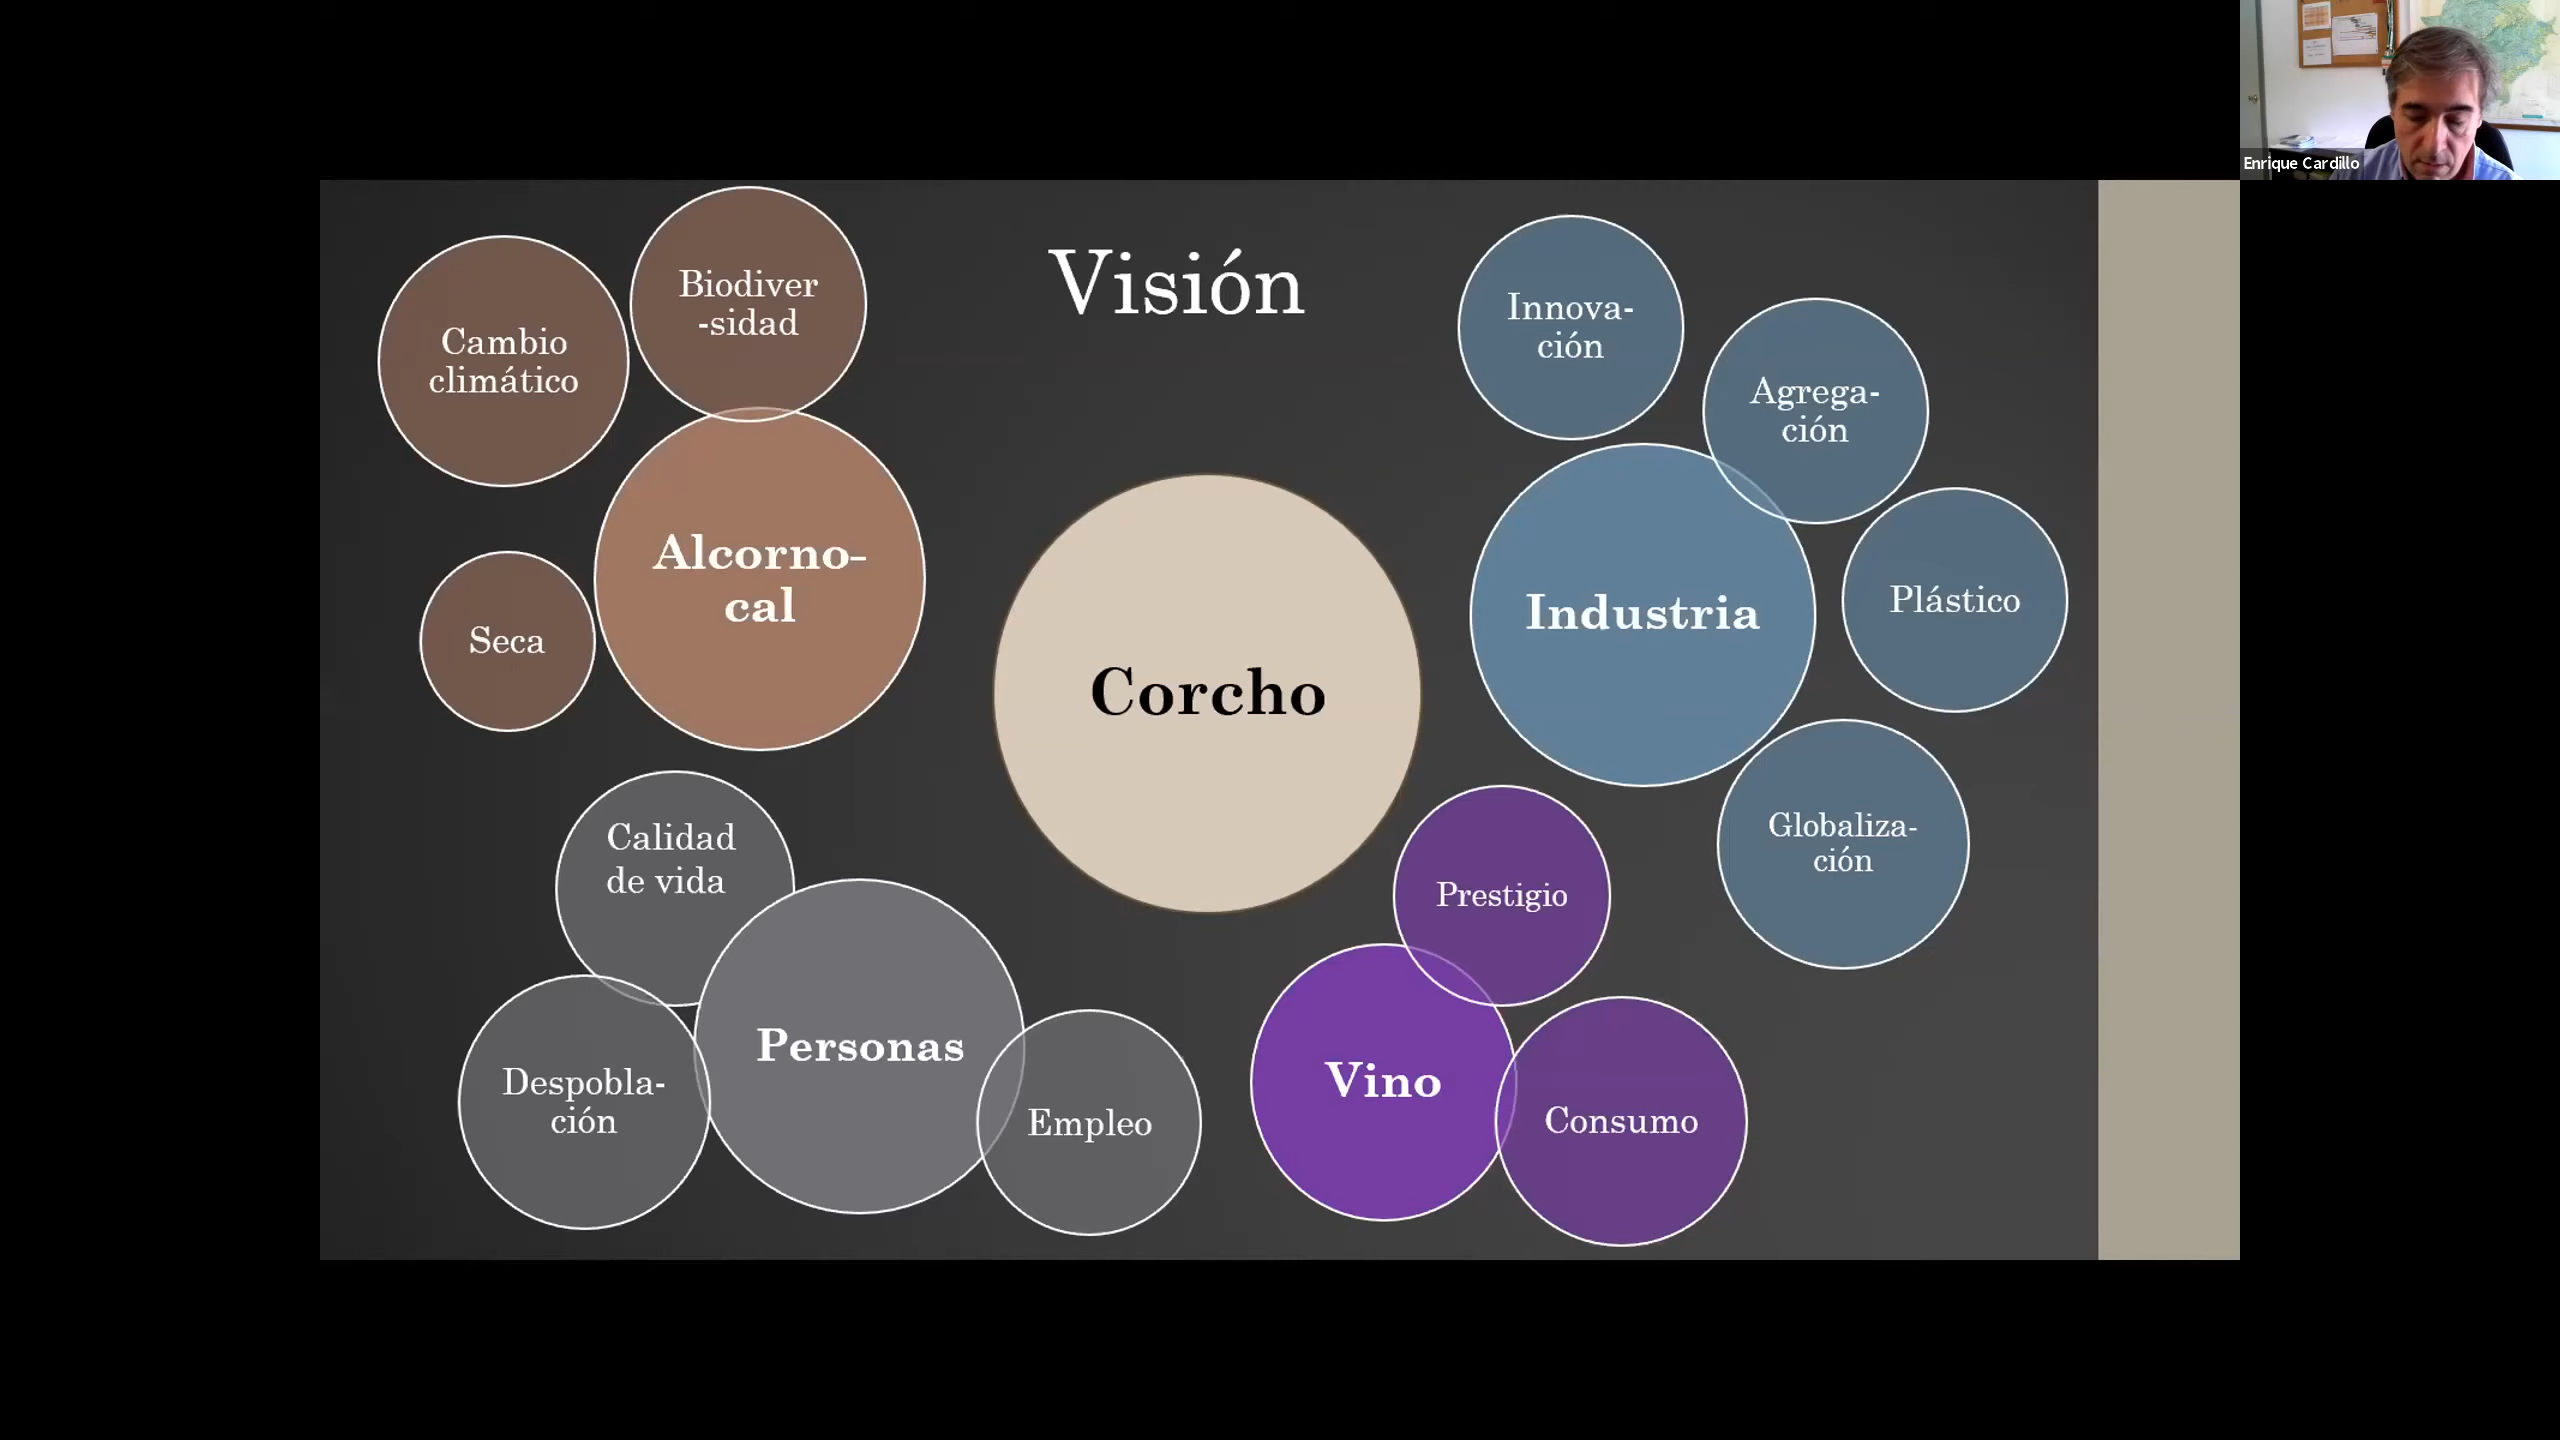 Enrique Cardillo
Visión
Biodiver
-sidad
Cambio
climático
Alcorno-
cal
Seca
Innova-
ción
Agrega-
ción
Industria
Plástico
Globaliza-
ción
Corcho
Calidad
de vida
Personas
Despobla-
ción
Empleo
Prestigio
Vino
Consumo